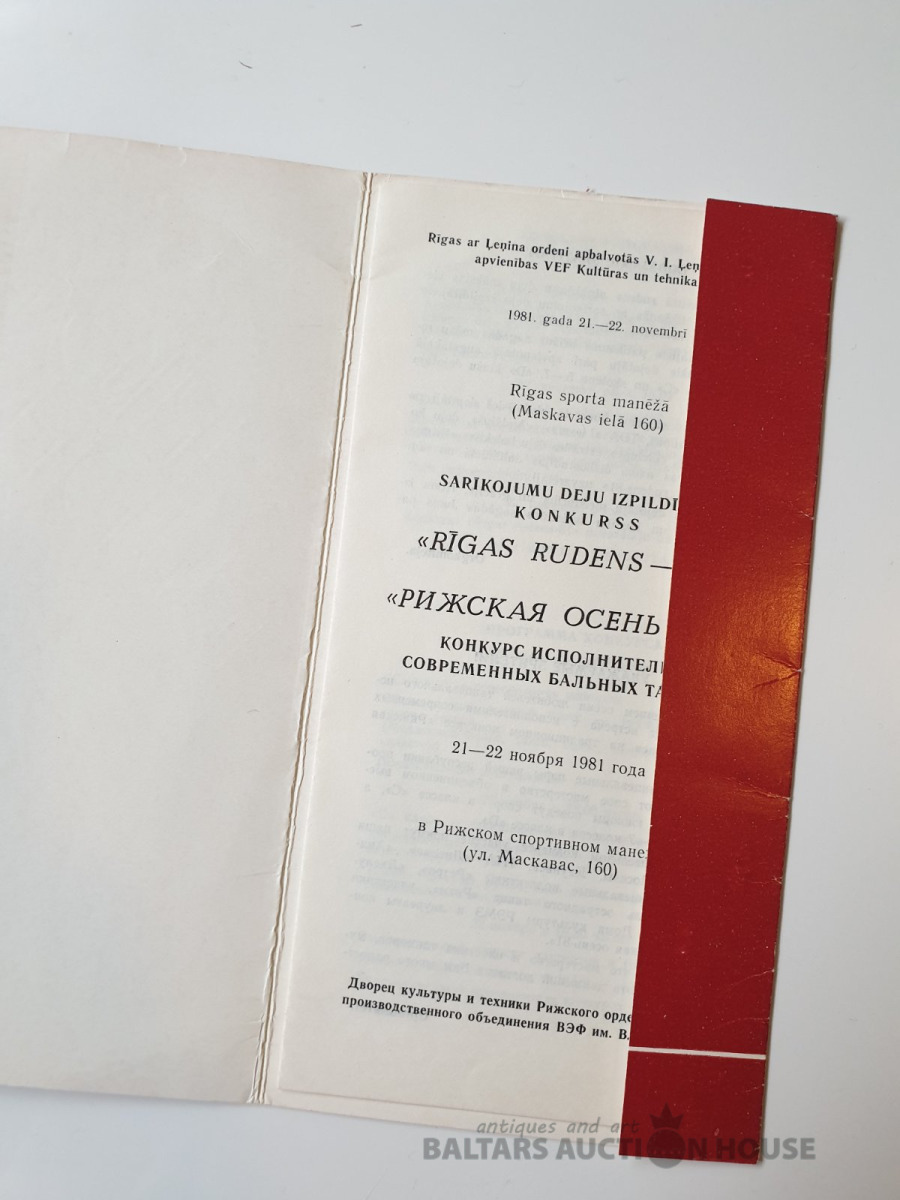 Rīgas ar Ļeņina ordeni apbalvotās V. I. Ļeņ
apvienības VEF Kultūras un tehnika
1981. gada 21.—22. novembrī
Rīgas sporta manēžā
(Maskavas ielā 160)
SARĪKOJUMU DEJU IZPILDĪ
KONKURSS
«RĪGAS RUDENS—
«РИЖСКАЯ ОСЕНЬ
КОНКУРС ИСПОЛНИТЕЛ
СОВРЕМЕННЫХ БАЛЬНЫХ ТА
21—22 ноября 1981 года
в Рижском спортивном мане
(ул. Маскавас, 160)
Дворец культуры и техники Рижского орде
производственного объединения ВЭФ им. В.
antiques and art
BALTARS AUCTION HOUSE